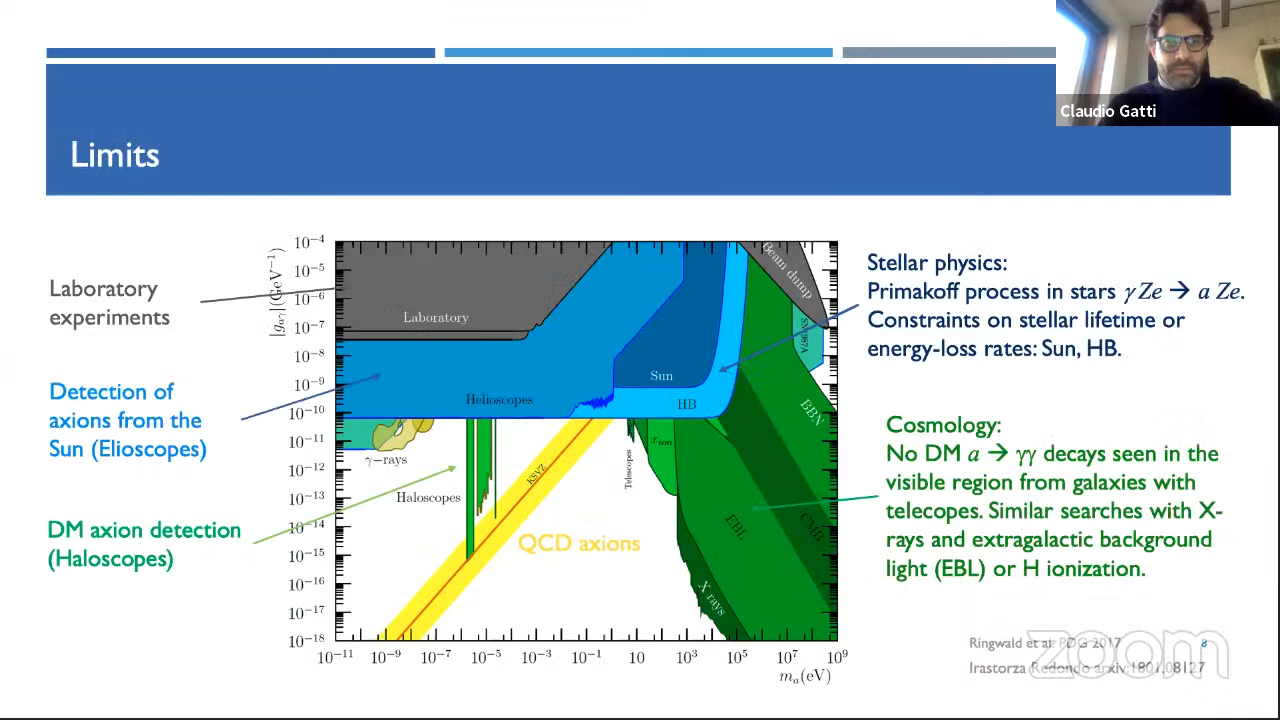 Claudio Gatti
Limits
Laboratory
experiments
Detection of
axions from the
Sun (Elioscopes)
DM axion detection
(Haloscopes)
|g_{aγ}|(GeV^{-1})
10^{-4}
10^{-5}
10^{-6}
10^{-7}
10^{-8}
10^{-9}
10^{-10}
10^{-11}
10^{-12}
10^{-13}
10^{-14}
10^{-15}
10^{-16}
10^{-17}
10^{-18}
Laboratory
Helioscopes
Sun
HB
Beam dump
SN1987A
BBN
γ-rays
Haloscopes
KSVZ
Telescopes
x_{ion}
EBL
CMB
X rays
QCD axions
10^{-11} 10^{-9} 10^{-7} 10^{-5} 10^{-3} 10^{-1} 10 10^{3} 10^{5} 10^{7} 10^{9}
m_a(eV)
Stellar physics:
Primakoff process in stars γ Ze → a Ze.
Constraints on stellar lifetime or
energy-loss rates: Sun, HB.
Cosmology:
No DM a → γγ decays seen in the
visible region from galaxies with
telecopes. Similar searches with X-
rays and extragalactic background
light (EBL) or H ionization.
Ringwald et ar PDG 2017
8
Irastorza Redondo arxiv:1801.08127
zoom